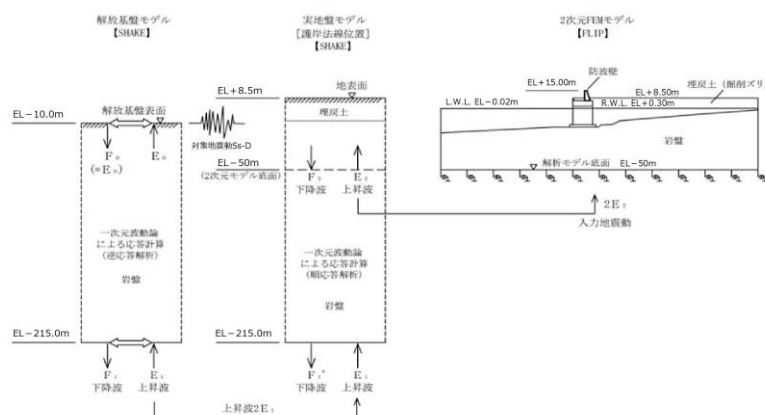 解放基盤モデル
【SHAKE】
EL−10.0m
解放基盤表面
F₀
(=E₀)
E₀
一次元波動論
による応答計算
(逆応答解析)
岩盤
EL−215.0m
F₁
下降波
E₁
上昇波
対象地震動Ss-D
上昇波2E₁
実地盤モデル
[護岸法線位置]
【SHAKE】
EL+8.5m
地表面
埋戻土
EL−50m
(2次元モデル底面)
F₂
下降波
E₂
上昇波
一次元波動論
による応答計算
(順応答解析)
岩盤
EL−215.0m
F₁'
下降波
E₁
上昇波
2次元FEMモデル
【FLIP】
EL+15.00m
防波壁
EL+8.50m
埋戻土(掘削ズリ)
L.W.L. EL−0.02m
R.W.L. EL+0.30m
岩盤
解析モデル底面
EL−50m
2E₂
入力地震動